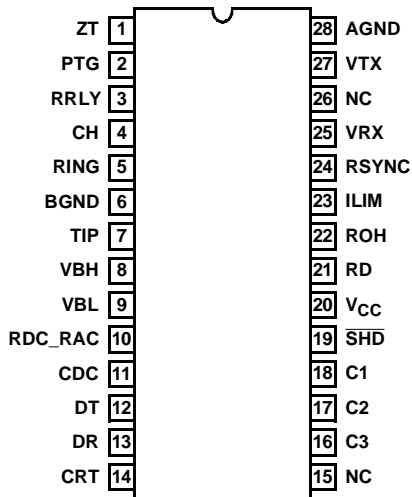 ZT 1 28 AGND
PTG 2 27 VTX
RRLY 3 26 NC
CH 4 25 VRX
RING 5 24 RSYNC
BGND 6 23 ILIM
TIP 7 22 ROH
VBH 8 21 RD
VBL 9 20 VCC
RDC_RAC 10 19 SHD
CDC 11 18 C1
DT 12 17 C2
DR 13 16 C3
CRT 14 15 NC